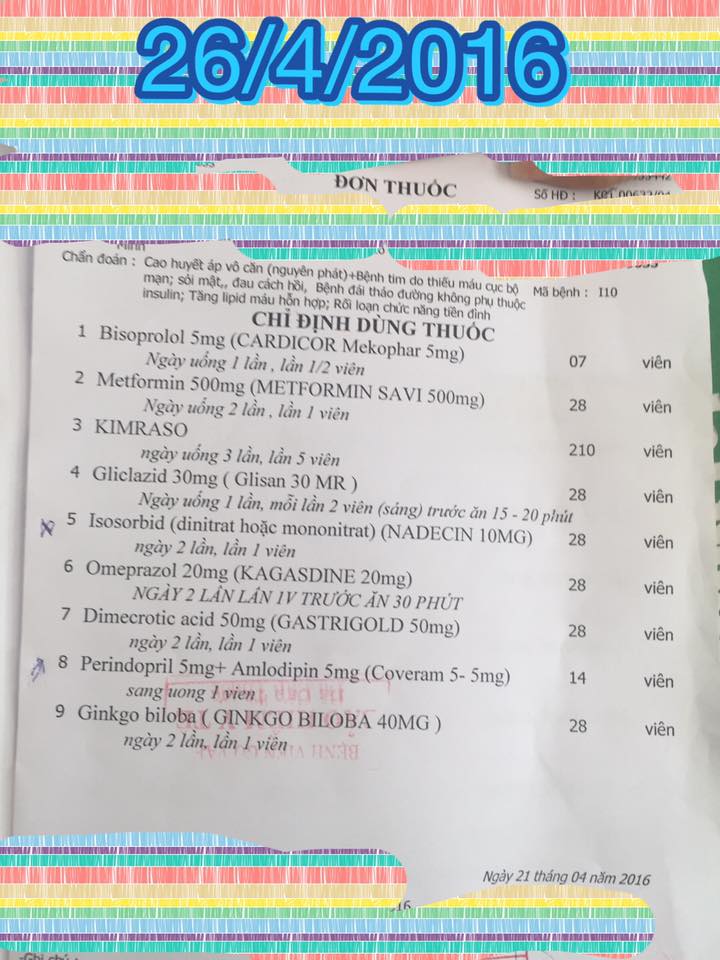 26/4/2016
ĐƠN THUỐC
Số HD :
Chẩn đoán : Cao huyết áp vô căn (nguyên phát)+Bệnh tim do thiếu máu cục bộ
mạn; sỏi mật,, đau cách hồi, Bệnh đái tháo đường không phụ thuộc Mã bệnh : I10
insulin; Tăng lipid máu hỗn hợp; Rối loạn chức năng tiền đình
CHỈ ĐỊNH DÙNG THUỐC
1 Bisoprolol 5mg (CARDICOR Mekophar 5mg) 07 viên
Ngày uống 1 lần , lần 1/2 viên
2 Metformin 500mg (METFORMIN SAVI 500mg) 28 viên
Ngày uống 2 lần , lần 1 viên
3 KIMRASO 210 viên
ngày uống 3 lần, lần 5 viên
4 Gliclazid 30mg ( Glisan 30 MR ) 28 viên
Ngày uống 1 lần, mỗi lần 2 viên (sáng) trước ăn 15 - 20 phút
5 Isosorbid (dinitrat hoặc mononitrat) (NADECIN 10MG) 28 viên
ngày 2 lần, lần 1 viên
6 Omeprazol 20mg (KAGASDINE 20mg) 28 viên
NGÀY 2 LẦN LẦN 1V TRƯỚC ĂN 30 PHÚT
7 Dimecrotic acid 50mg (GASTRIGOLD 50mg) 28 viên
ngày 2 lần, lần 1 viên
8 Perindopril 5mg+ Amlodipin 5mg (Coveram 5- 5mg) 14 viên
sang uong 1 vien
9 Ginkgo biloba ( GINKGO BILOBA 40MG ) 28 viên
ngày 2 lần, lần 1 viên
Ngày 21 tháng 04 năm 2016